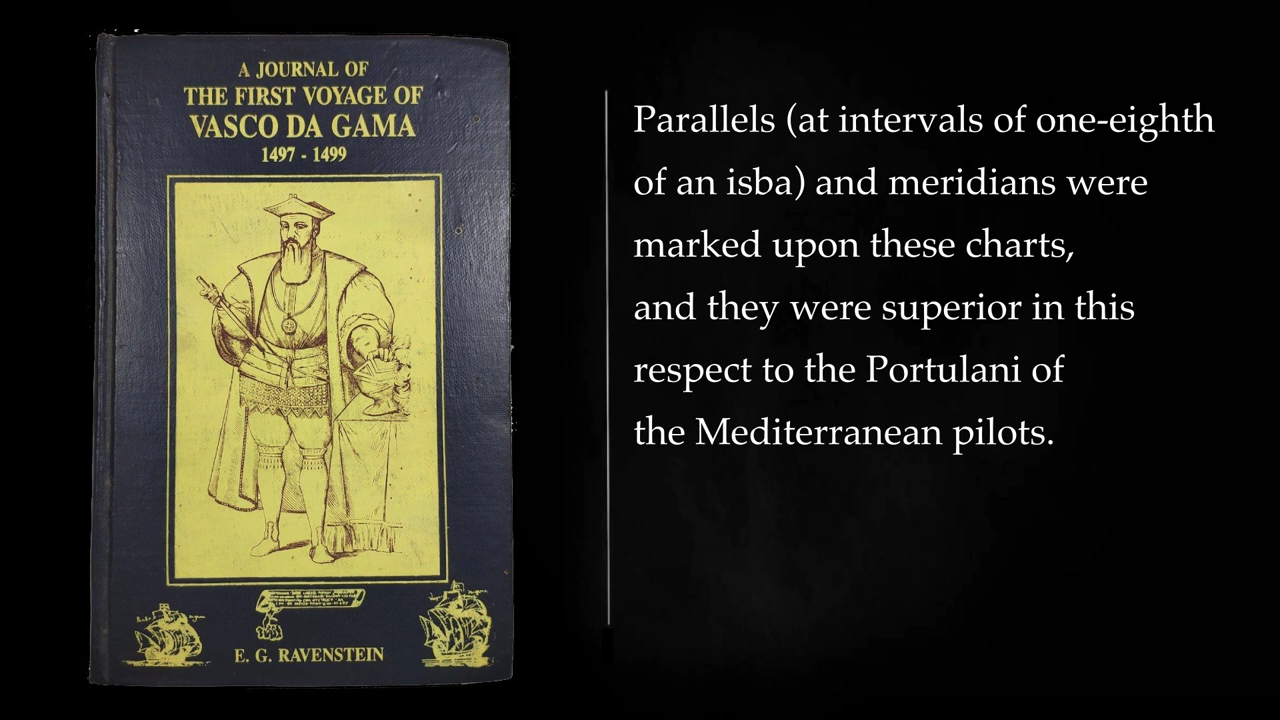 A JOURNAL OF
THE FIRST VOYAGE OF
VASCO DA GAMA
1497 - 1499
E. G. RAVENSTEIN
Parallels (at intervals of one-eighth
of an isba) and meridians were
marked upon these charts,
and they were superior in this
respect to the Portulani of
the Mediterranean pilots.